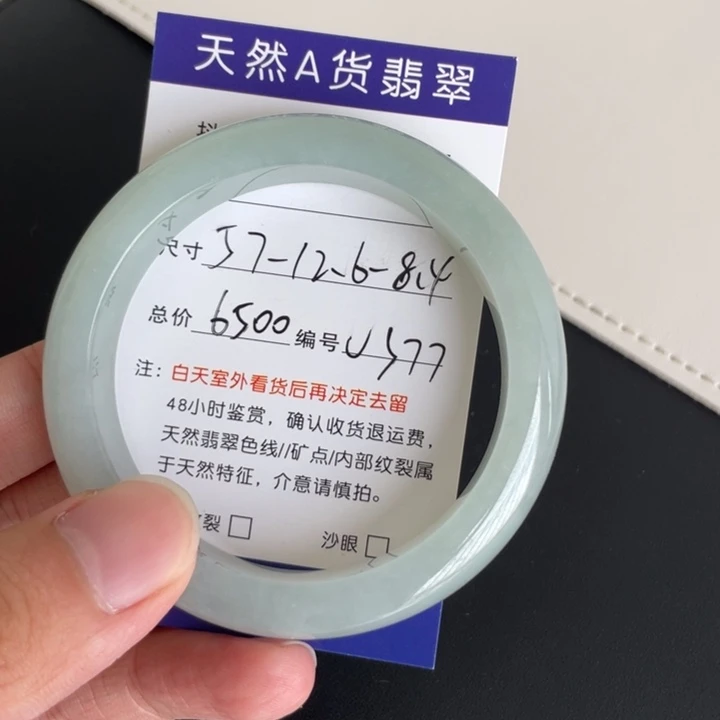 天然A货翡翠
尺寸 57-12.6-8.4
总价 6500 编号 U577
注：白天室外看货后再决定去留
48小时鉴赏，确认收货退运费，
天然翡翠色线//矿点/内部纹裂属
于天然特征，介意请慎拍。
裂□ 沙眼□